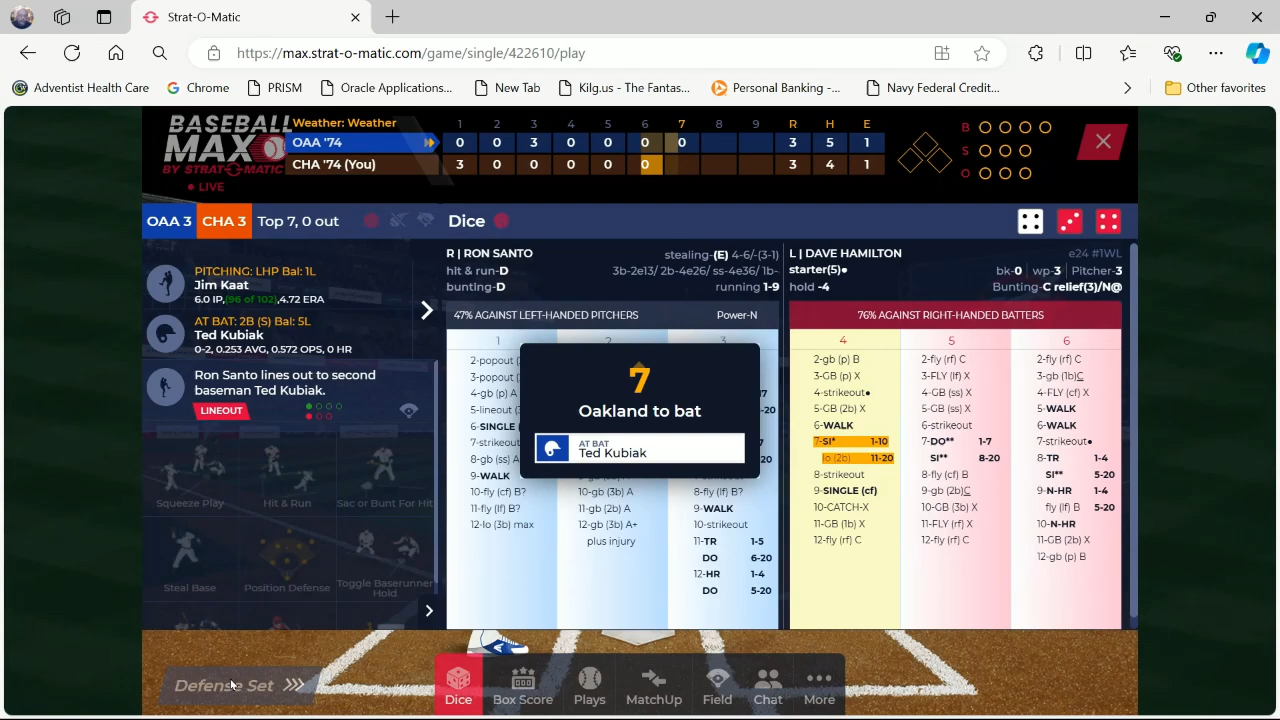 Strat-O-Matic
https://max.strat-o-matic.com/game/single/422610/play
Adventist Health Care
Chrome
PRISM
Oracle Applications...
New Tab
Kilg.us - The Fantas...
Personal Banking -...
Navy Federal Credit...
Other favorites
BASEBALL
MAX
BY STRAT-O-MATIC
• LIVE
Weather: Weather
1 2 3 4 5 6 7 8 9 R H E
OAA '74 0 0 3 0 0 0 0 3 5 1
CHA '74 (You) 3 0 0 0 0 0 3 4 1
B
S
O
OAA 3 CHA 3 Top 7, 0 out
Dice
PITCHING: LHP Bal: 1L
Jim Kaat
6.0 IP,(96 of 102),4.72 ERA
AT BAT: 2B (S) Bal: 5L
Ted Kubiak
0-2, 0.253 AVG, 0.572 OPS, 0 HR
Ron Santo lines out to second
baseman Ted Kubiak.
LINEOUT
Squeeze Play
Hit & Run
Sac or Bunt For Hit
Steal Base
Position Defense
Toggle Baserunner
Hold
Defense Set
R | RON SANTO
stealing-(E) 4-6/-(3-1)
hit & run-D
3b-2e13/ 2b-4e26/ ss-4e36/ 1b-
bunting-D
running 1-9
47% AGAINST LEFT-HANDED PITCHERS Power-N
1 2 3
2-popout
3-popout
4-gb (p) A
5-lineout
6-SINGLE
7-strikeout
8-gb (ss) A
9-WALK
10-fly (cf) B?
11-fly (lf) B?
12-lo (3b) max
10-gb (3b) A
11-gb (2b) A
12-gb (3b) A+
plus injury
8-fly (cf) B?
9-WALK
10-strikeout
11-TR 1-5
DO 6-20
12-HR 1-4
DO 5-20
7
Oakland to bat
AT BAT
Ted Kubiak
L | DAVE HAMILTON
e24 #1WL
starter(5)●
bk-0 wp-3 Pitcher-3
hold -4
Bunting-C relief(3)/N@
76% AGAINST RIGHT-HANDED BATTERS
4
2-gb (p) B
3-GB (p) X
4-strikeout●
5-GB (2b) X
6-WALK
7-SI* 1-10
lo (2b) 11-20
8-strikeout
9-SINGLE (cf)
10-CATCH-X
11-GB (1b) X
12-fly (rf) C
5
2-fly (rf) C
3-FLY (lf) X
4-GB (ss) X
5-GB (ss) X
6-strikeout
7-DO** 1-7
SI** 8-20
8-fly (cf) B
9-gb (2b)C
10-GB (3b) X
11-FLY (rf) X
12-fly (rf) C
6
2-fly (rf) C
3-gb (1b)C
4-FLY (cf) X
5-WALK
6-WALK
7-strikeout●
8-TR 1-4
SI** 5-20
9-N-HR 1-4
fly (lf) B 5-20
10-N-HR
11-GB (2b) X
12-gb (p) B
Dice
Box Score
Plays
MatchUp
Field
Chat
More